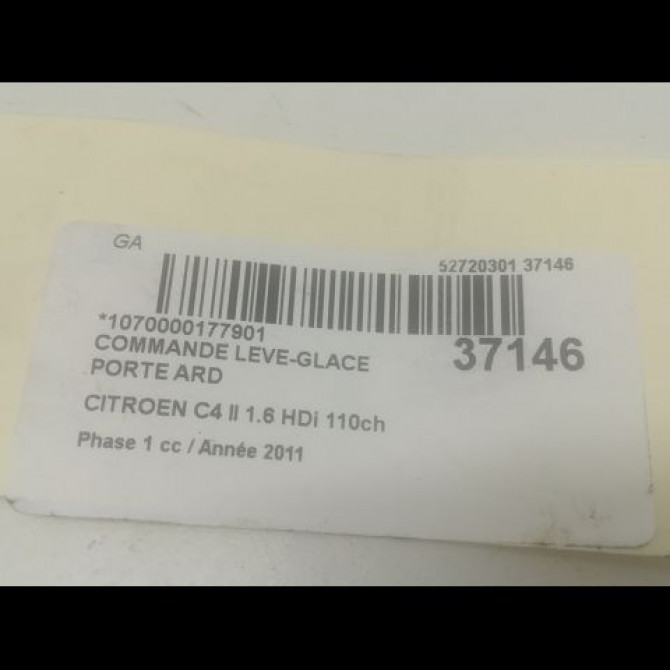 GA
52720301 37146
*1070000177901
37146
COMMANDE LEVE-GLACE
PORTE ARD
CITROEN C4 II 1.6 HDi 110ch
Phase 1 cc / Année 2011